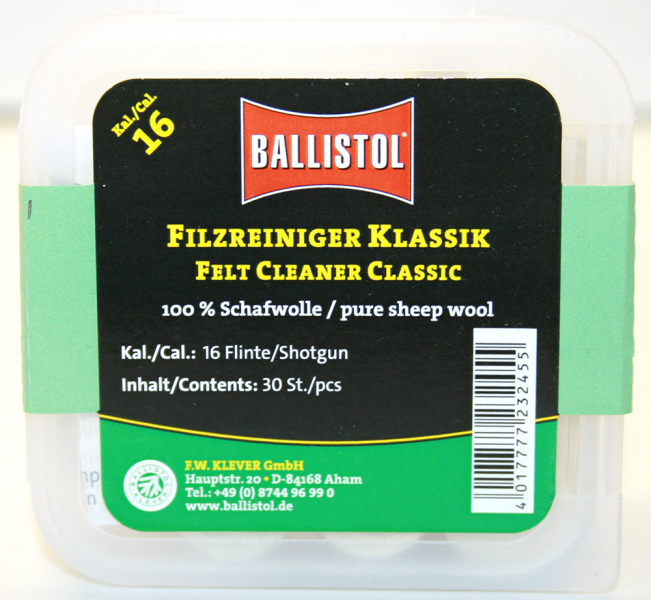 Kal./Cal.
16
BALLISTOL®
FILZREINIGER KLASSIK
FELT CLEANER CLASSIC
100 % Schafwolle / pure sheep wool
Kal./Cal.: 16 Flinte/Shotgun
Inhalt/Contents: 30 St./pcs
4 017777 232455
BALLISTOL
KLEVER
F.W. KLEVER GmbH
Hauptstr. 20 • D-84168 Aham
Tel.: +49 (0) 8744 96 99 0
www.ballistol.de